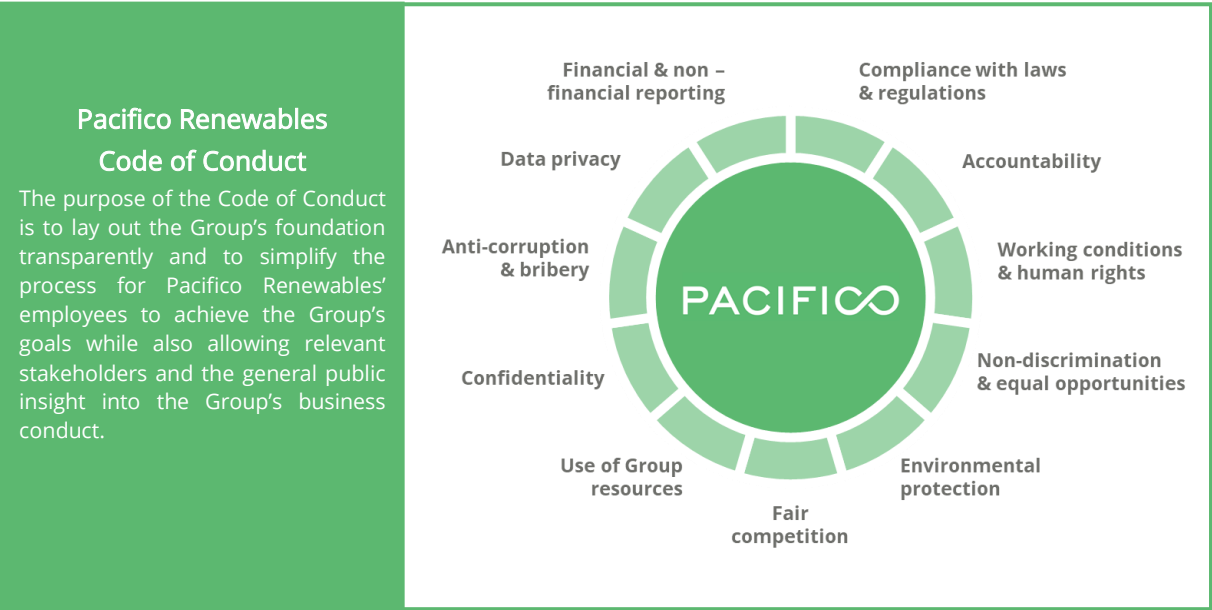 Pacifico Renewables
Code of Conduct
The purpose of the Code of Conduct
is to lay out the Group’s foundation
transparently and to simplify the
process for Pacifico Renewables’
employees to achieve the Group’s
goals while also allowing relevant
stakeholders and the general public
insight into the Group’s business
conduct.
Financial & non –
financial reporting
Compliance with laws
& regulations
Data privacy
Accountability
Anti-corruption
& bribery
Working conditions
& human rights
PACIFICO
Non-discrimination
& equal opportunities
Confidentiality
Use of Group
resources
Environmental
protection
Fair
competition